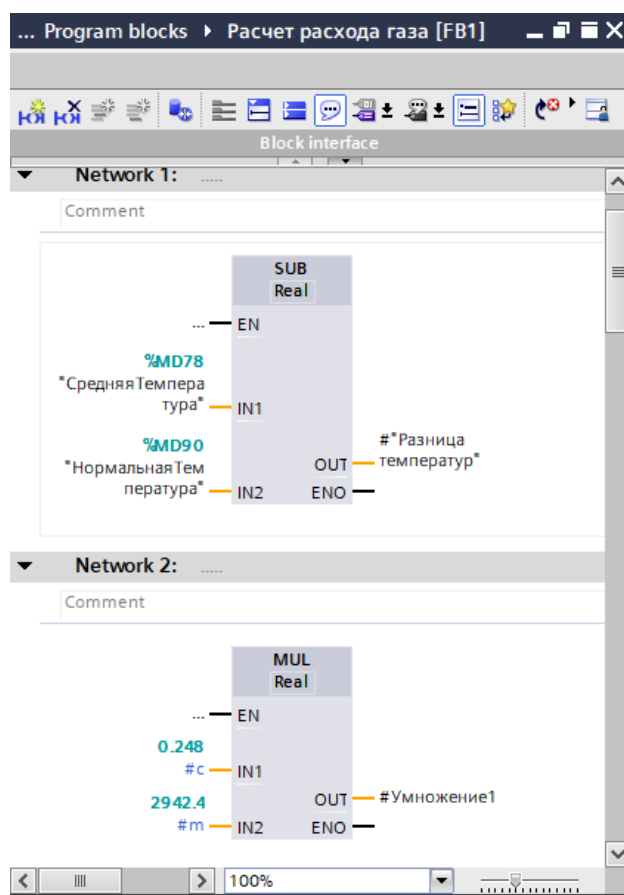 ... Program blocks ▸ Расчет расхода газа [FB1]
Block interface
Network 1: .....
Comment
SUB
Real
... EN
%MD78
"СредняяТемпера
тура" IN1
%MD90
"НормальнаяТем
пература" IN2
#"Разница
OUT температур"
ENO
Network 2: .....
Comment
MUL
Real
... EN
0.248
#c IN1
2942.4
#m IN2
OUT #Умножение1
ENO
100%